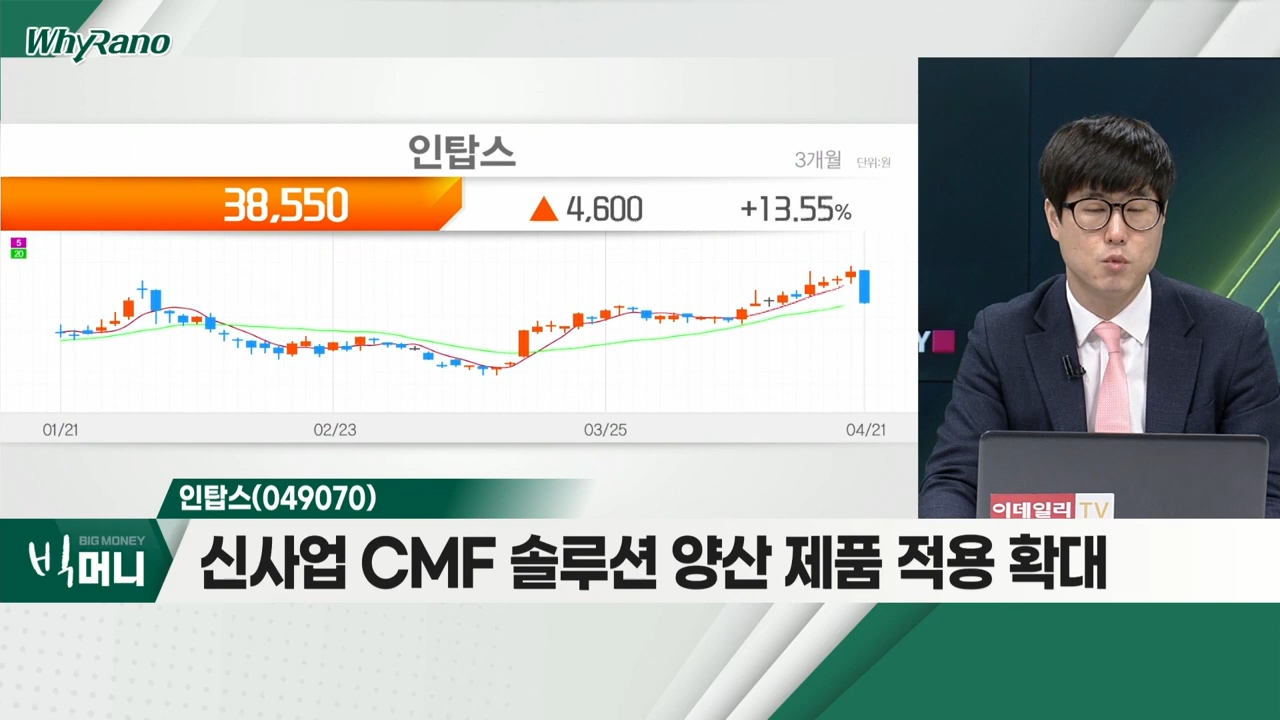 WhyRano
인탑스
3개월 단위:원
38,550 ▲ 4,600 +13.55%
5
20
01/21 02/23 03/25 04/21
Y
이데일리 TV
인탑스(049070)
BIG MONEY
빅머니
신사업 CMF 솔루션 양산 제품 적용 확대